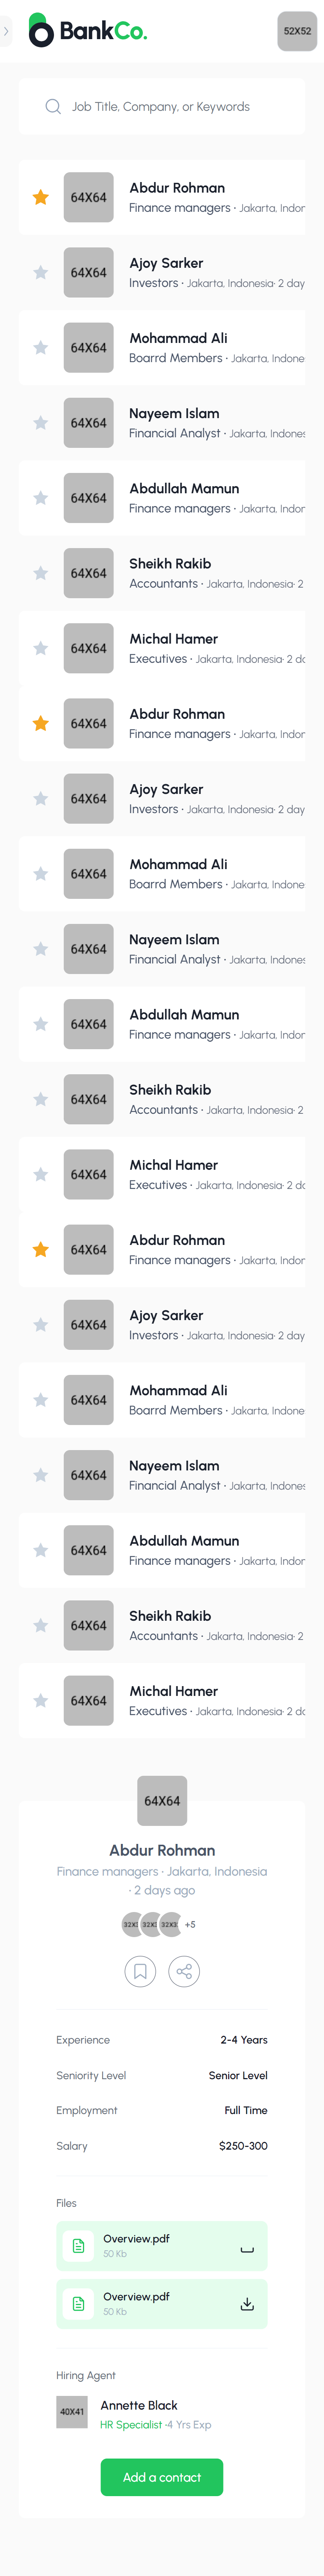 BankCo.
52X52
Job Title, Company, or Keywords
64X64
Abdur Rohman
Finance managers · Jakarta, Indor
64X64
Ajoy Sarker
Investors · Jakarta, Indonesia· 2 day
64X64
Mohammad Ali
Boarrd Members · Jakarta, Indone
64X64
Nayeem Islam
Financial Analyst · Jakarta, Indones
64X64
Abdullah Mamun
Finance managers · Jakarta, Indor
64X64
Sheikh Rakib
Accountants · Jakarta, Indonesia· 2
64X64
Michal Hamer
Executives · Jakarta, Indonesia· 2 da
64X64
Abdur Rohman
Finance managers · Jakarta, Indor
64X64
Ajoy Sarker
Investors · Jakarta, Indonesia· 2 day
64X64
Mohammad Ali
Boarrd Members · Jakarta, Indone
64X64
Nayeem Islam
Financial Analyst · Jakarta, Indones
64X64
Abdullah Mamun
Finance managers · Jakarta, Indor
64X64
Sheikh Rakib
Accountants · Jakarta, Indonesia· 2
64X64
Michal Hamer
Executives · Jakarta, Indonesia· 2 da
64X64
Abdur Rohman
Finance managers · Jakarta, Indor
64X64
Ajoy Sarker
Investors · Jakarta, Indonesia· 2 day
64X64
Mohammad Ali
Boarrd Members · Jakarta, Indone
64X64
Nayeem Islam
Financial Analyst · Jakarta, Indones
64X64
Abdullah Mamun
Finance managers · Jakarta, Indor
64X64
Sheikh Rakib
Accountants · Jakarta, Indonesia· 2
64X64
Michal Hamer
Executives · Jakarta, Indonesia· 2 da
64X64
Abdur Rohman
Finance managers · Jakarta, Indonesia
· 2 days ago
+5
Experience 2-4 Years
Seniority Level Senior Level
Employment Full Time
Salary $250-300
Files
Overview.pdf
50 Kb
Overview.pdf
50 Kb
Hiring Agent
40X41
Annette Black
HR Specialist ·4 Yrs Exp
Add a contact